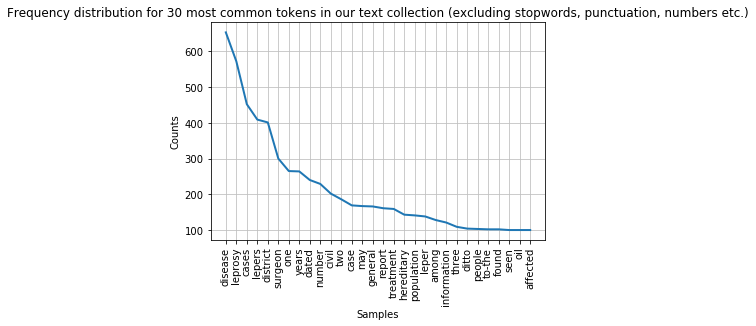 Frequency distribution for 30 most common tokens in our text collection (excluding stopwords, punctuation, numbers etc.)
Counts
600
500
400
300
200
100
disease
leprosy
cases
lepers
district
surgeon
one
years
dated
number
civil
two
case
may
general
report
treatment
hereditary
population
leper
among
information
three
ditto
people
to-the
found
seen
oil
affected
Samples